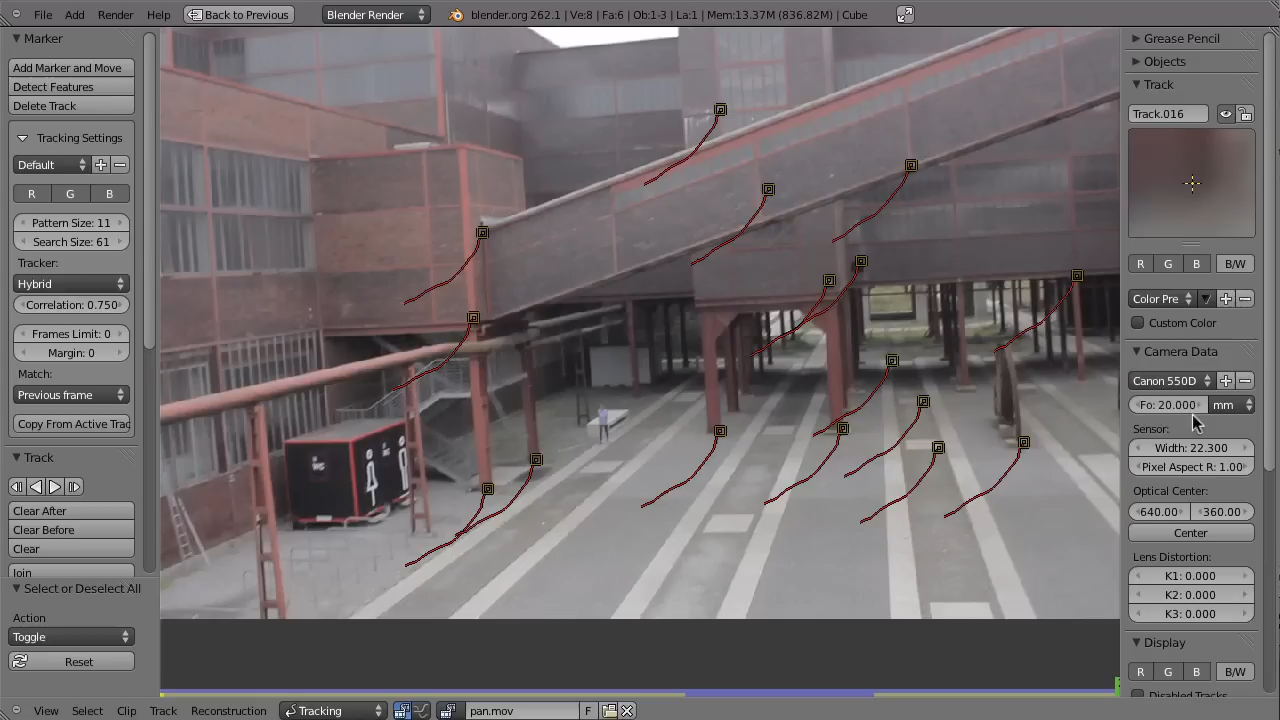 File Add Render Help Back to Previous Blender Render blender.org 262.1 | Ve:8 | Fa:6 | Ob:1-3 | La:1 | Mem:13.37M (836.82M) | Cube
Marker
Add Marker and Move
Detect Features
Delete Track
Tracking Settings
Default
R G B
Pattern Size: 11
Search Size: 61
Tracker:
Hybrid
Correlation: 0.750
Frames Limit: 0
Margin: 0
Match:
Previous frame
Copy From Active Trac
Track
Clear After
Clear Before
Clear
Join
Select or Deselect All
Action
Toggle
Reset
Grease Pencil
Objects
Track
Track.016
R G B B/W
Color Pre
Custom Color
Camera Data
Canon 550D
Fo: 20.000 mm
Sensor:
Width: 22.300
Pixel Aspect R: 1.00
Optical Center:
640.00 360.00
Center
Lens Distortion:
K1: 0.000
K2: 0.000
K3: 0.000
Display
R G B B/W
Disabled Tracks
View Select Clip Track Reconstruction Tracking pan.mov F